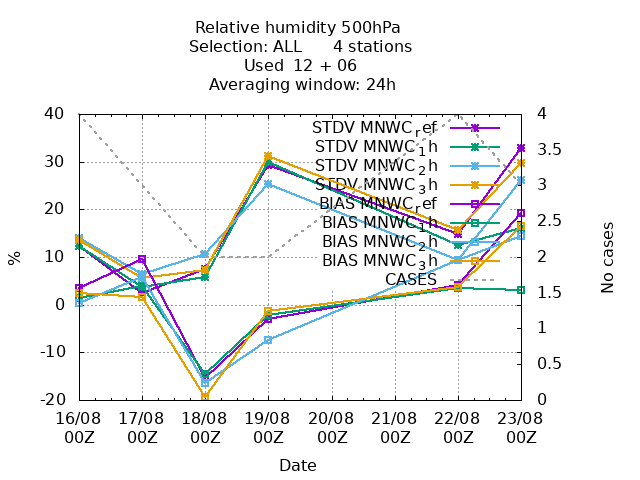 Relative humidity 500hPa
Selection: ALL 4 stations
Used 12 + 06
Averaging window: 24h
40
30
20
10
0
-10
-20
%
4
3.5
3
2.5
2
1.5
1
0.5
0
No cases
STDV MNWC_ref
STDV MNWC_1h
STDV MNWC_2h
STDV MNWC_3h
BIAS MNWC_ref
BIAS MNWC_1h
BIAS MNWC_2h
BIAS MNWC_3h
CASES
16/08 17/08 18/08 19/08 20/08 21/08 22/08 23/08
00Z 00Z 00Z 00Z 00Z 00Z 00Z 00Z
Date